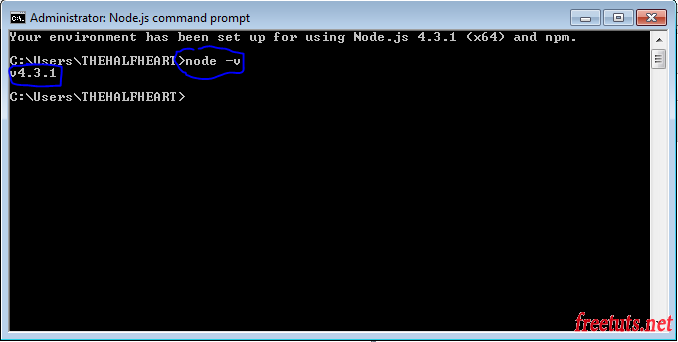 Administrator: Node.js command prompt
Your environment has been set up for using Node.js 4.3.1 (x64) and npm.
C:\Users\THEHALFHEART>node -v
v4.3.1
C:\Users\THEHALFHEART>
freetuts.net